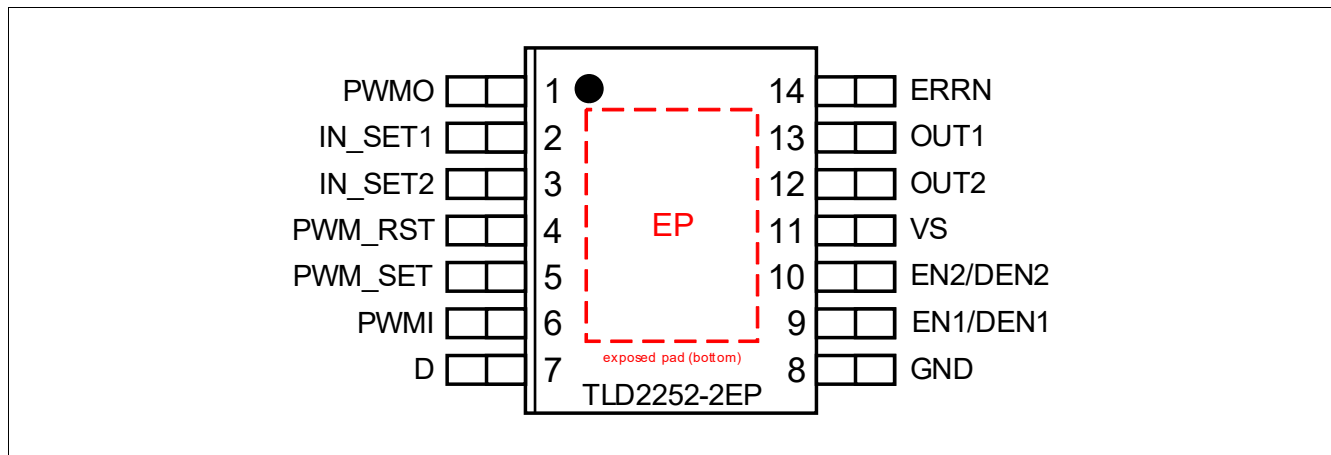 PWMO 1 14 ERRN
IN_SET1 2 13 OUT1
IN_SET2 3 12 OUT2
PWM_RST 4 EP 11 VS
PWM_SET 5 10 EN2/DEN2
PWMI 6 9 EN1/DEN1
exposed pad (bottom)
D 7 8 GND
TLD2252-2EP